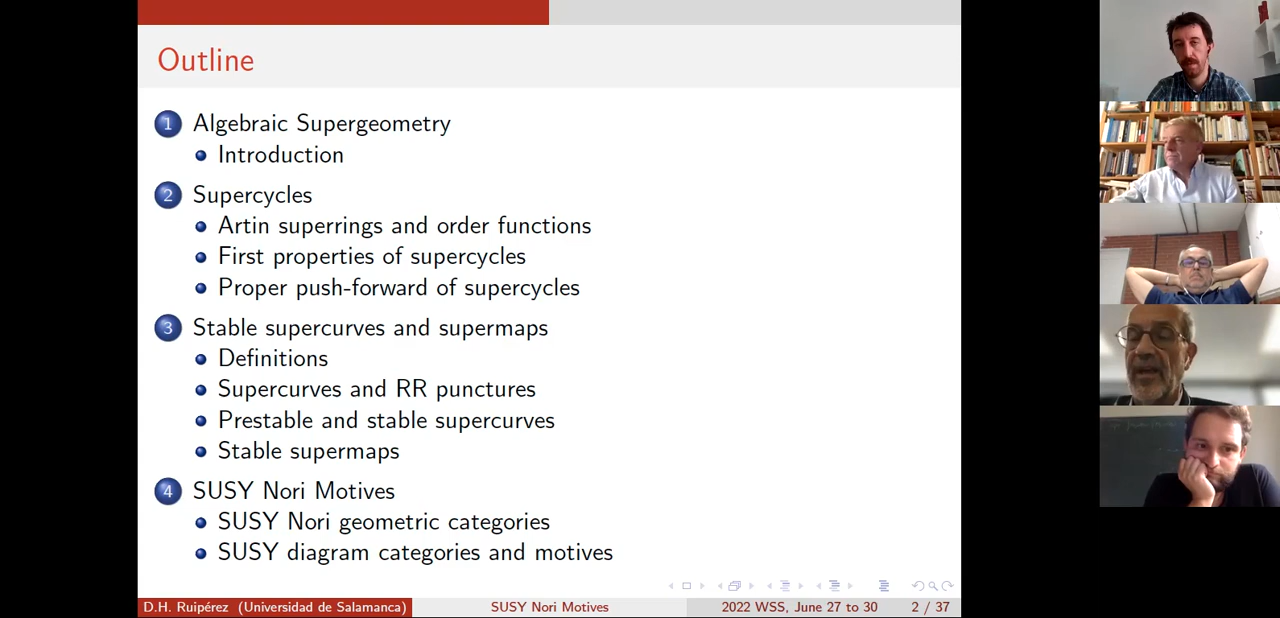 Outline
1 Algebraic Supergeometry
Introduction
2 Supercycles
Artin superrings and order functions
First properties of supercycles
Proper push-forward of supercycles
3 Stable supercurves and supermaps
Definitions
Supercurves and RR punctures
Prestable and stable supercurves
Stable supermaps
4 SUSY Nori Motives
SUSY Nori geometric categories
SUSY diagram categories and motives
D.H. Ruipérez (Universidad de Salamanca) SUSY Nori Motives 2022 WSS, June 27 to 30 2 / 37